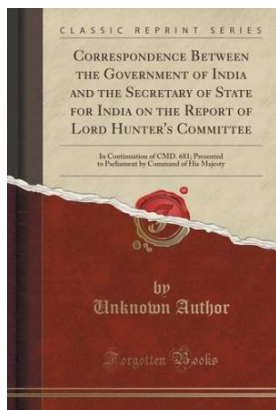 CLASSIC REPRINT SERIES
CORRESPONDENCE BETWEEN
THE GOVERNMENT OF INDIA
AND THE SECRETARY OF STATE
FOR INDIA ON THE REPORT OF
LORD HUNTER'S COMMITTEE
In Continuation of CMD. 681; Presented
to Parliament by Command of His Majesty
by
Unknown Author
Forgotten Books